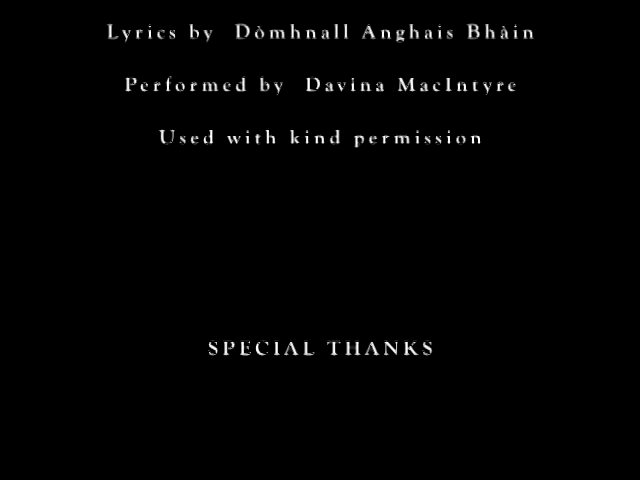 Lyrics by Dòmhnall Anghais Bhàin
Performed by Davina MacIntyre
Used with kind permission
SPECIAL THANKS